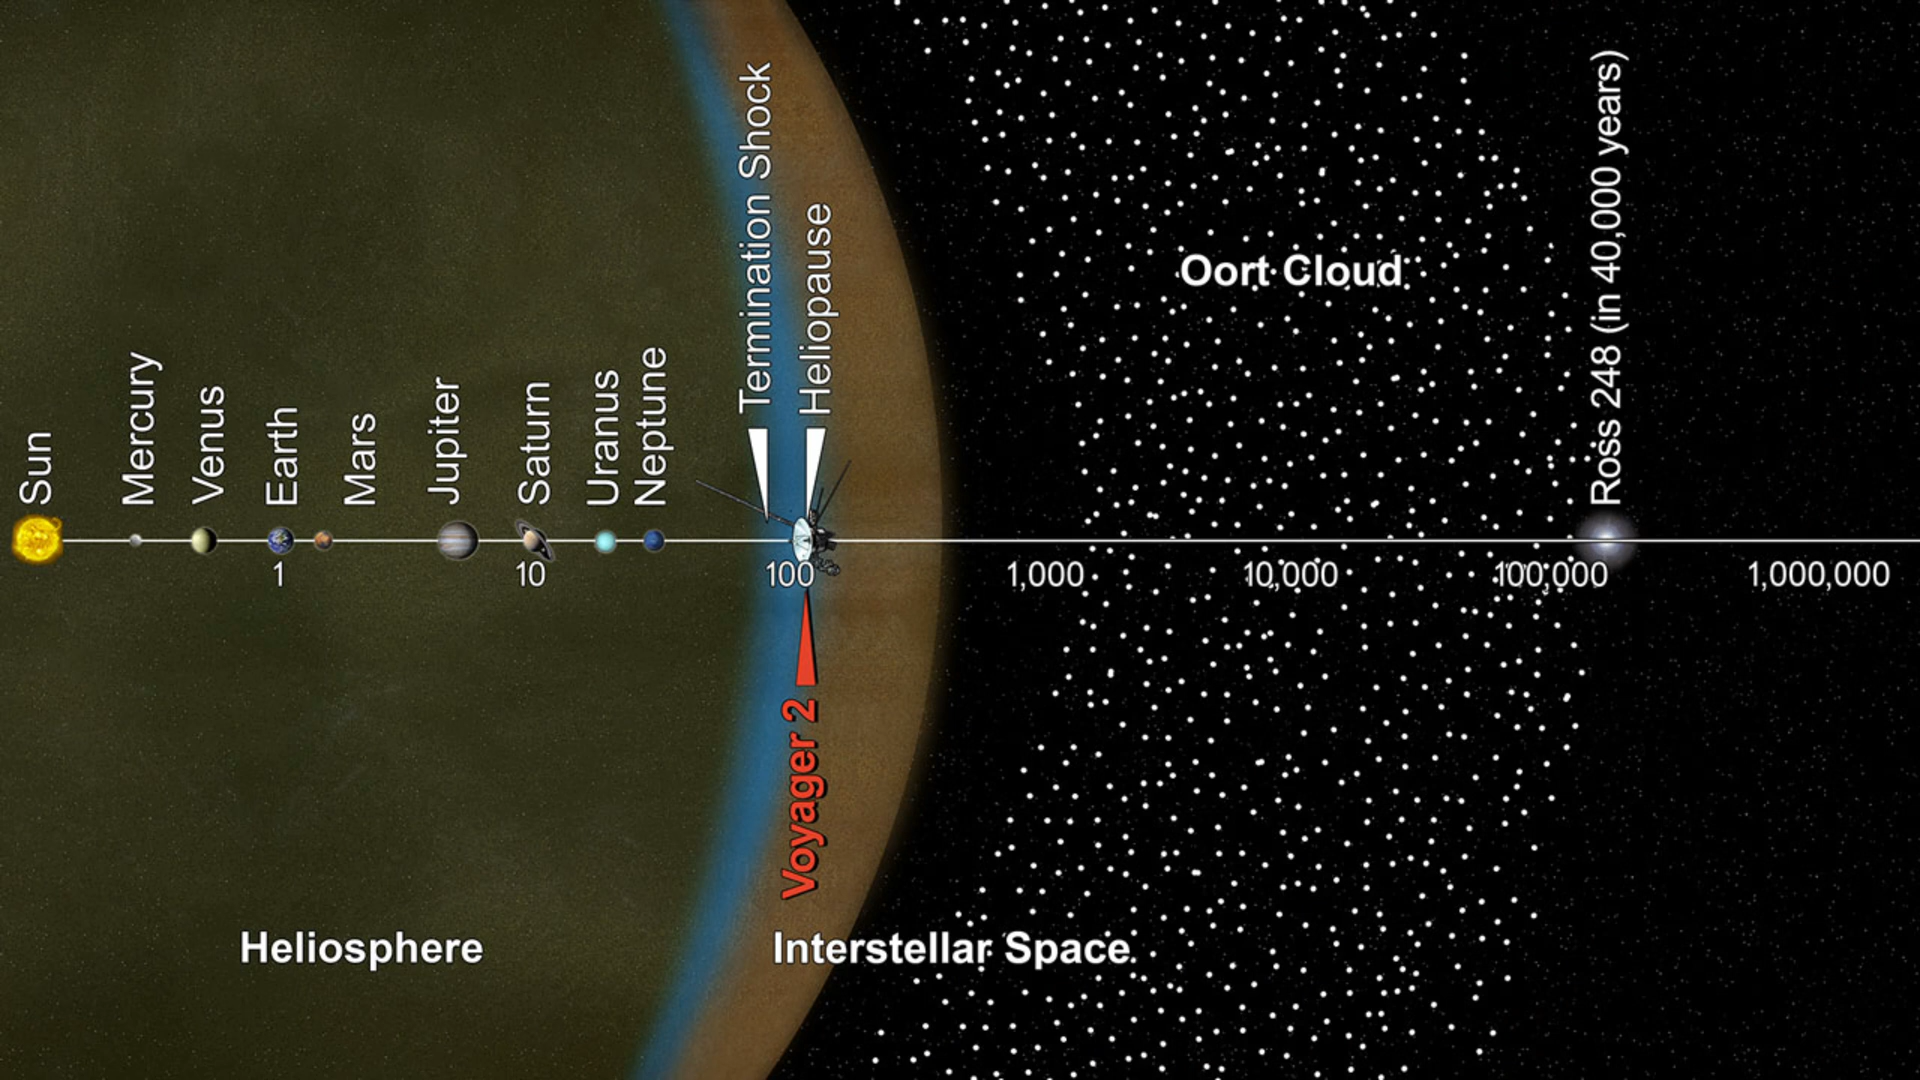 Sun
Mercury
Venus
Earth
Mars
Jupiter
Saturn
Uranus
Neptune
Termination Shock
Heliopause
Oort Cloud
Ross 248 (in 40,000 years)
1
10
100
1,000
10,000
100,000
1,000,000
Voyager 2
Heliosphere
Interstellar Space